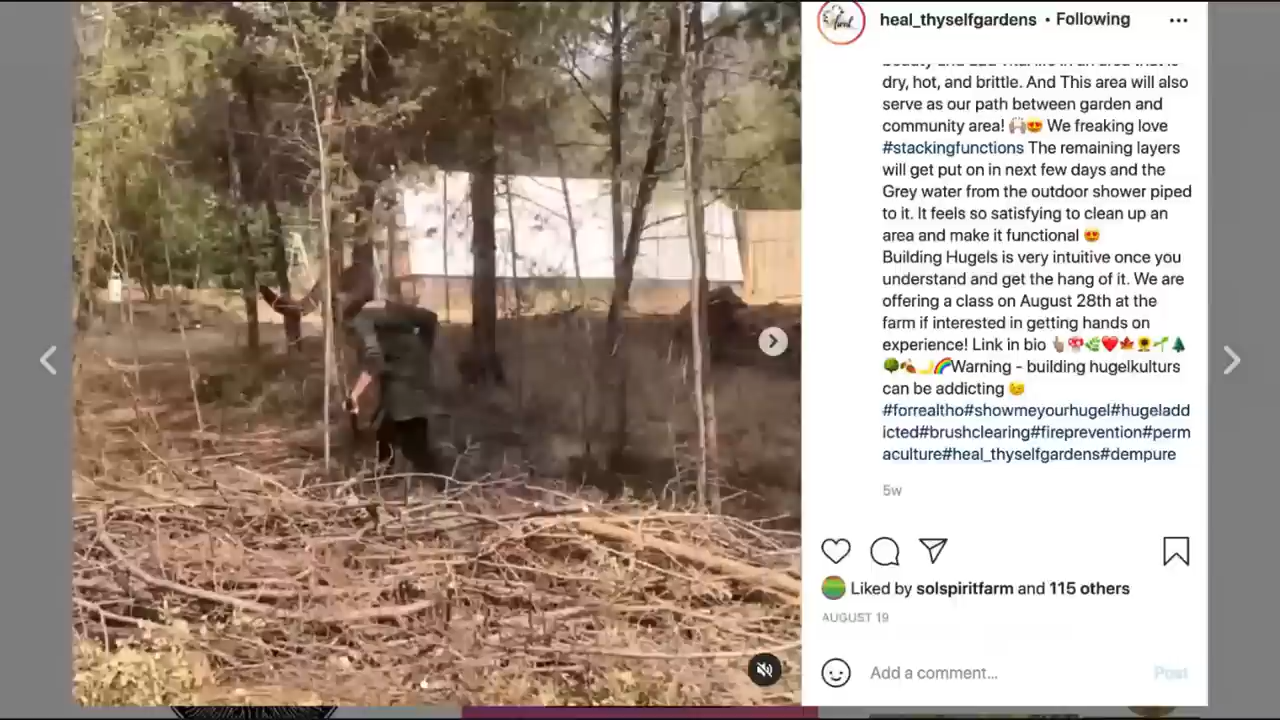 heal_thyselfgardens • Following
dry, hot, and brittle. And This area will also
serve as our path between garden and
community area! 🙌🏼😍 We freaking love
#stackingfunctions The remaining layers
will get put on in next few days and the
Grey water from the outdoor shower piped
to it. It feels so satisfying to clean up an
area and make it functional 😍
Building Hugels is very intuitive once you
understand and get the hang of it. We are
offering a class on August 28th at the
farm if interested in getting hands on
experience! Link in bio 👆🏼🍄🌿❤️🍁🌻🌱🌲
🌳🍂🌙🌈Warning - building hugelkulturs
can be addicting 😉
#forrealtho#showmeyourhugel#hugeladd
icted#brushclearing#fireprevention#perm
aculture#heal_thyselfgardens#dempure
5w
Liked by solspiritfarm and 115 others
AUGUST 19
Add a comment... Post